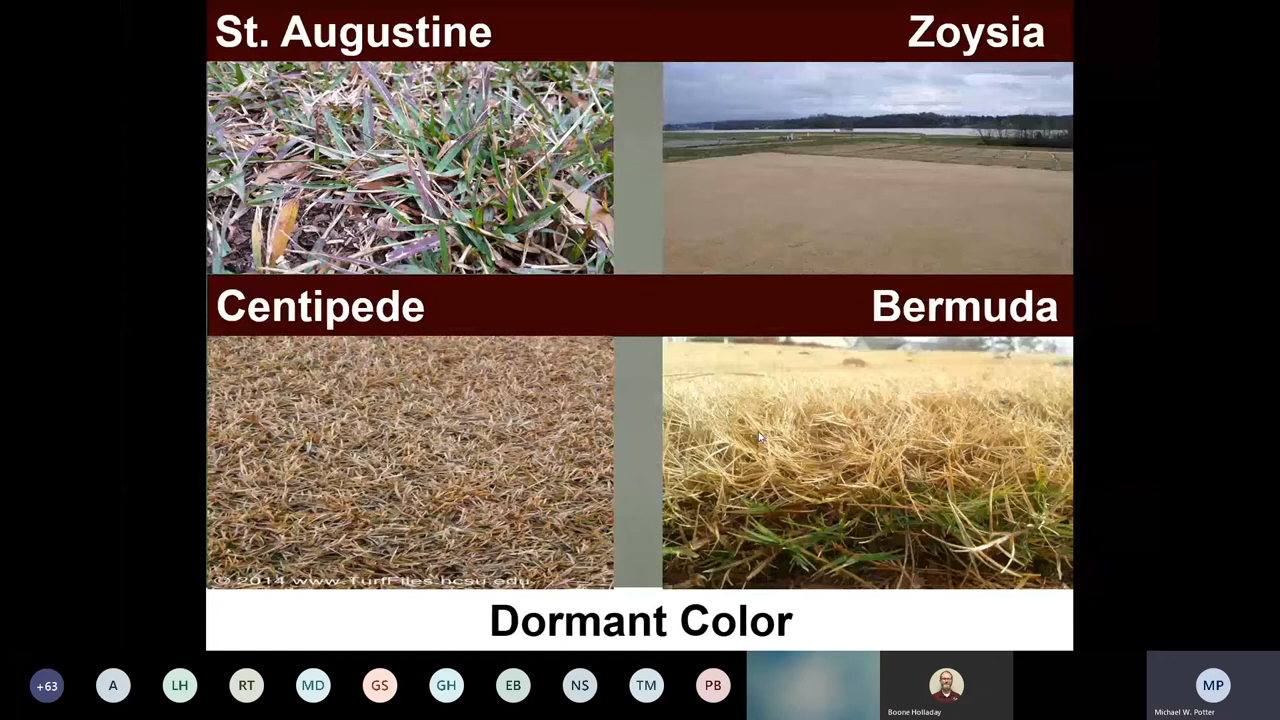 St. Augustine
Zoysia
Centipede
Bermuda
© 2014 www.TurfFiles.ncsu.edu
Dormant Color
+63
A
LH
RT
MD
GS
GH
EB
NS
TM
PB
MP
Boone Holladay
Michael W. Potter